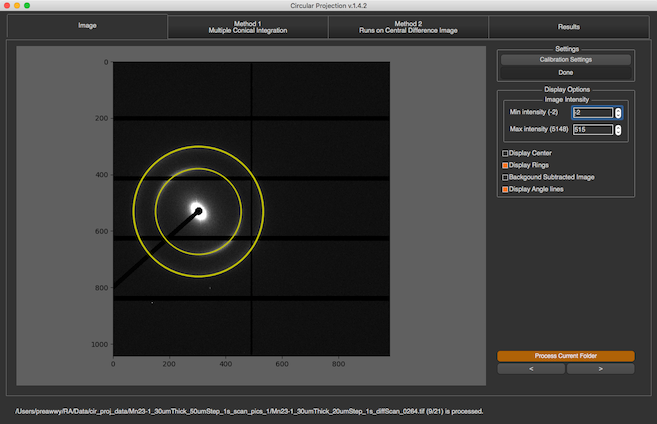 Circular Projection v.1.4.2
Image
Method 1
Multiple Conical Integration
Method 2
Runs on Central Difference Image
Results
0
200
400
600
800
1000
0
200
400
600
800
Settings
Calibration Settings
Done
Display Options
Image Intensity
Min intensity (-2)
-2
Max intensity (5148)
515
Display Center
Display Rings
Backgound Subtracted Image
Display Angle lines
Process Current Folder
<
>
/Users/preawwy/RA/Data/cir_proj_data/Mn23-1_30umThick_50umStep_1s_scan_pics_1/Mn23-1_30umThick_20umStep_1s_diffScan_0264.tif (9/21) is processed.